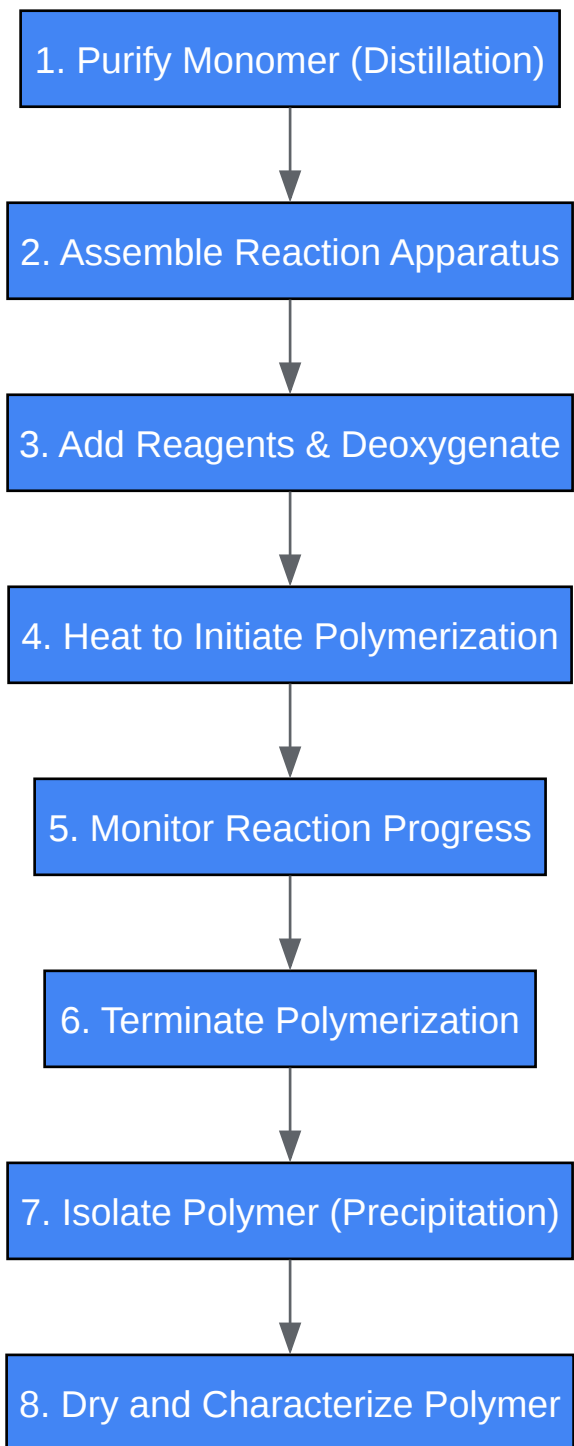 1. Purify Monomer (Distillation)
2. Assemble Reaction Apparatus
3. Add Reagents & Deoxygenate
4. Heat to Initiate Polymerization
5. Monitor Reaction Progress
6. Terminate Polymerization
7. Isolate Polymer (Precipitation)
8. Dry and Characterize Polymer